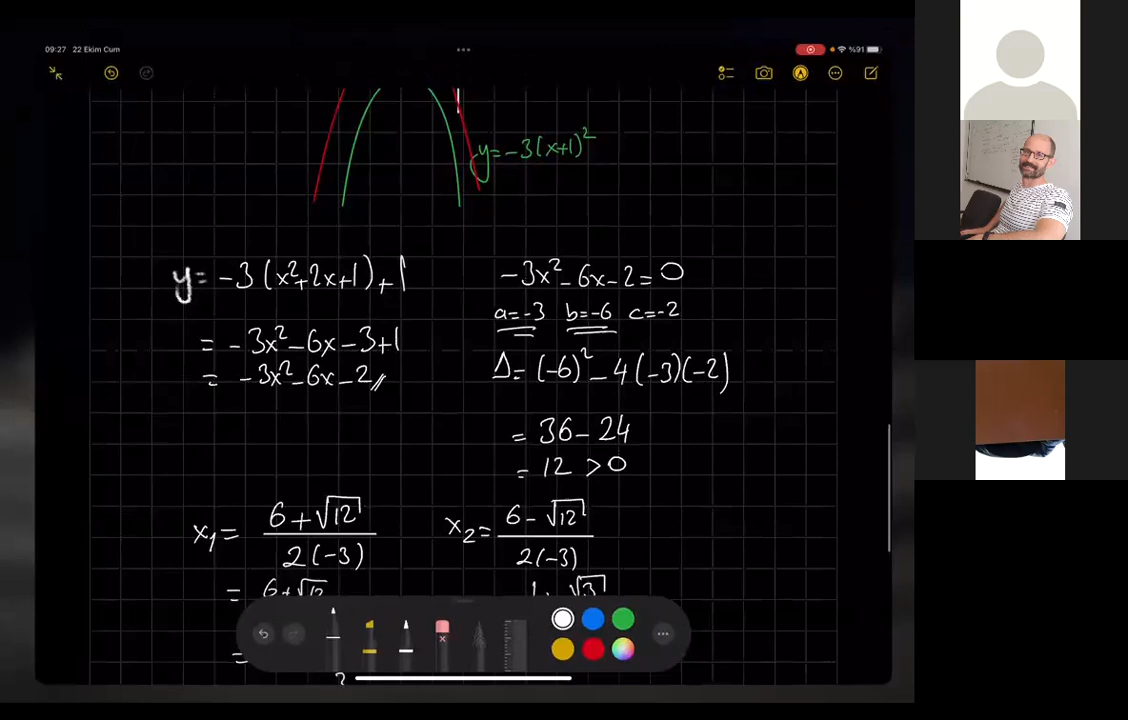 09:27 22 Ekim Cum
%91
y=-3(x+1)²
y= -3(x²+2x+1)+1
= -3x²-6x-3+1
= -3x²-6x-2//
-3x²-6x-2=0
a=-3 b=-6 c=-2
Δ= (-6)²-4(-3)(-2)
= 36-24
= 12 >0
x₁= 6+√12 / 2(-3)
x₂= 6-√12 / 2(-3)
= 6+√12